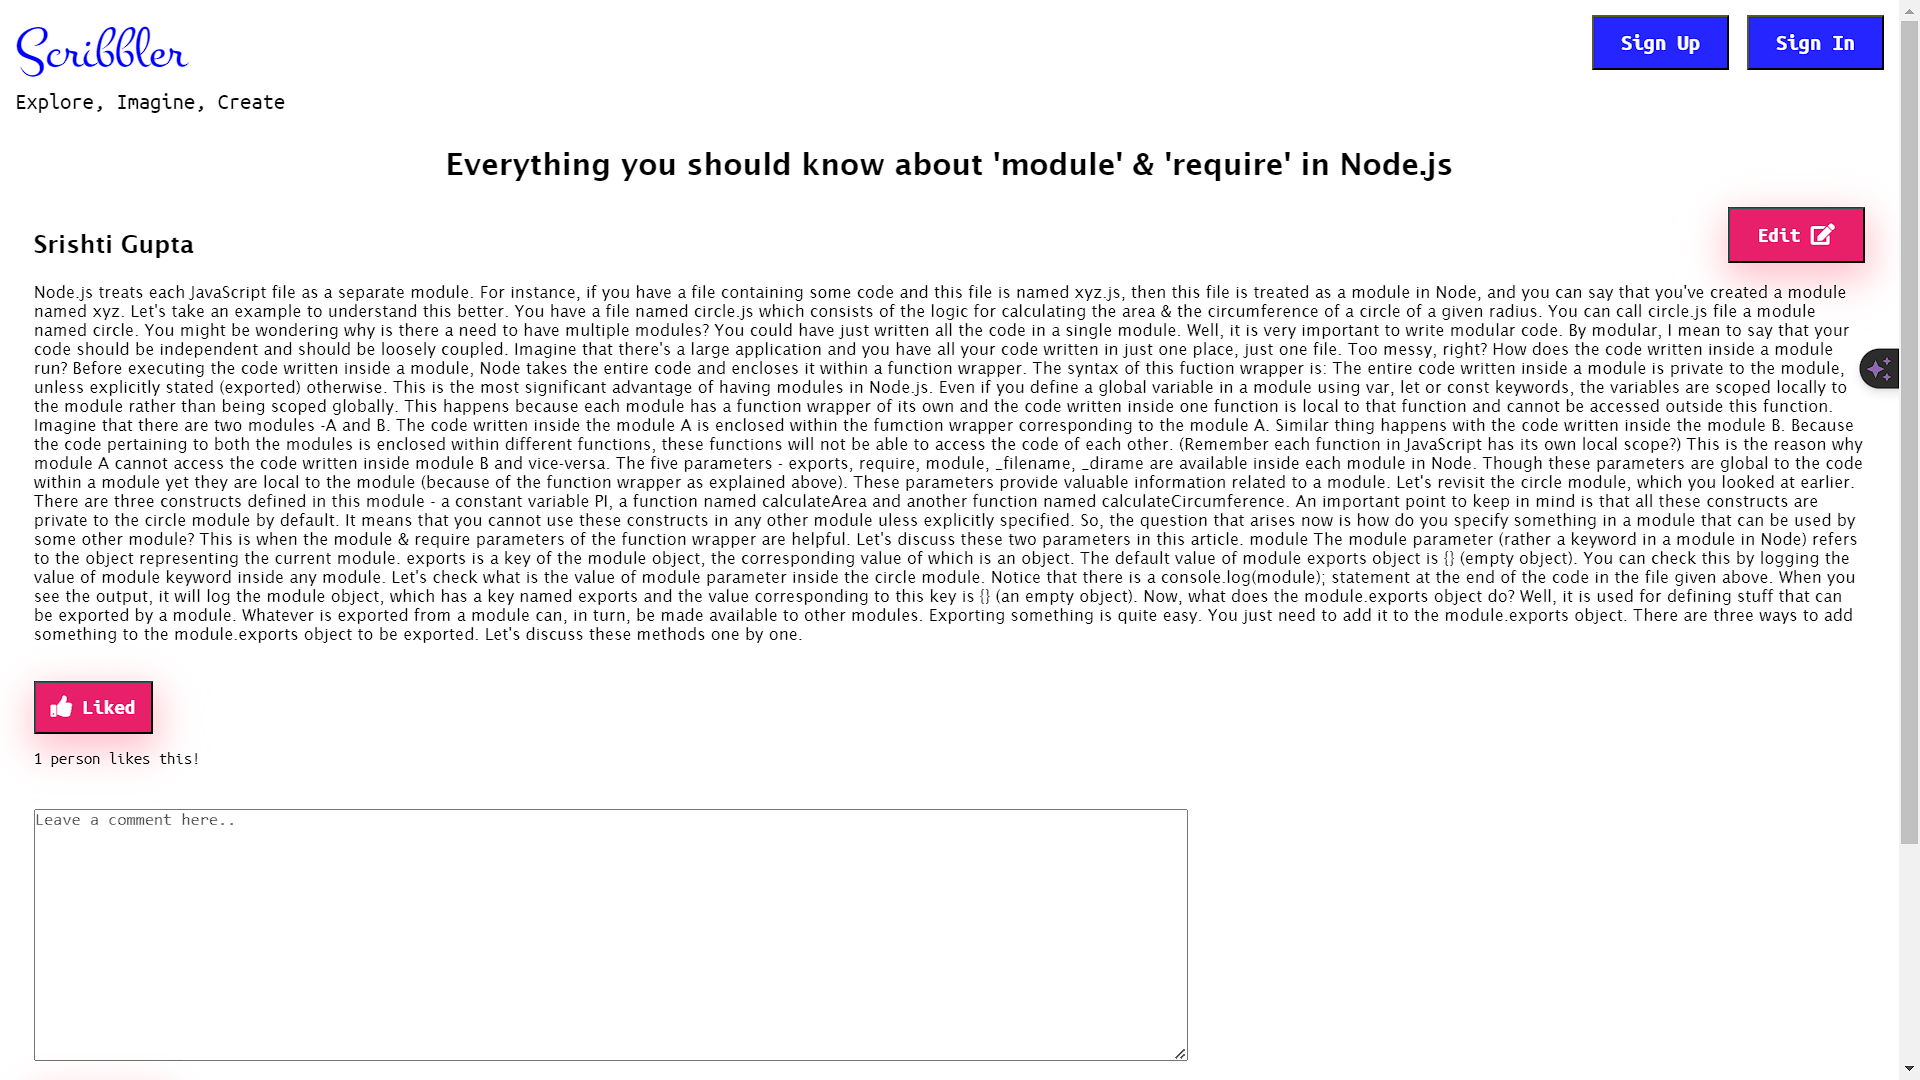 Scribbler
Sign Up
Sign In
Explore, Imagine, Create
Everything you should know about 'module' & 'require' in Node.js
Srishti Gupta
Edit
Node.js treats each JavaScript file as a separate module. For instance, if you have a file containing some code and this file is named xyz.js, then this file is treated as a module in Node, and you can say that you've created a module
named xyz. Let's take an example to understand this better. You have a file named circle.js which consists of the logic for calculating the area & the circumference of a circle of a given radius. You can call circle.js file a module
named circle. You might be wondering why is there a need to have multiple modules? You could have just written all the code in a single module. Well, it is very important to write modular code. By modular, I mean to say that your
code should be independent and should be loosely coupled. Imagine that there's a large application and you have all your code written in just one place, just one file. Too messy, right? How does the code written inside a module
run? Before executing the code written inside a module, Node takes the entire code and encloses it within a function wrapper. The syntax of this fuction wrapper is: The entire code written inside a module is private to the module,
unless explicitly stated (exported) otherwise. This is the most significant advantage of having modules in Node.js. Even if you define a global variable in a module using var, let or const keywords, the variables are scoped locally to
the module rather than being scoped globally. This happens because each module has a function wrapper of its own and the code written inside one function is local to that function and cannot be accessed outside this function.
Imagine that there are two modules -A and B. The code written inside the module A is enclosed within the fumction wrapper corresponding to the module A. Similar thing happens with the code written inside the module B. Because
the code pertaining to both the modules is enclosed within different functions, these functions will not be able to access the code of each other. (Remember each function in JavaScript has its own local scope?) This is the reason why
module A cannot access the code written inside module B and vice-versa. The five parameters - exports, require, module, _filename, _dirame are available inside each module in Node. Though these parameters are global to the code
within a module yet they are local to the module (because of the function wrapper as explained above). These parameters provide valuable information related to a module. Let's revisit the circle module, which you looked at earlier.
There are three constructs defined in this module - a constant variable PI, a function named calculateArea and another function named calculateCircumference. An important point to keep in mind is that all these constructs are
private to the circle module by default. It means that you cannot use these constructs in any other module uless explicitly specified. So, the question that arises now is how do you specify something in a module that can be used by
some other module? This is when the module & require parameters of the function wrapper are helpful. Let's discuss these two parameters in this article. module The module parameter (rather a keyword in a module in Node) refers
to the object representing the current module. exports is a key of the module object, the corresponding value of which is an object. The default value of module exports object is {} (empty object). You can check this by logging the
value of module keyword inside any module. Let's check what is the value of module parameter inside the circle module. Notice that there is a console.log(module); statement at the end of the code in the file given above. When you
see the output, it will log the module object, which has a key named exports and the value corresponding to this key is {} (an empty object). Now, what does the module.exports object do? Well, it is used for defining stuff that can
be exported by a module. Whatever is exported from a module can, in turn, be made available to other modules. Exporting something is quite easy. You just need to add it to the module.exports object. There are three ways to add
something to the module.exports object to be exported. Let's discuss these methods one by one.
Liked
1 person likes this!
Leave a comment here..